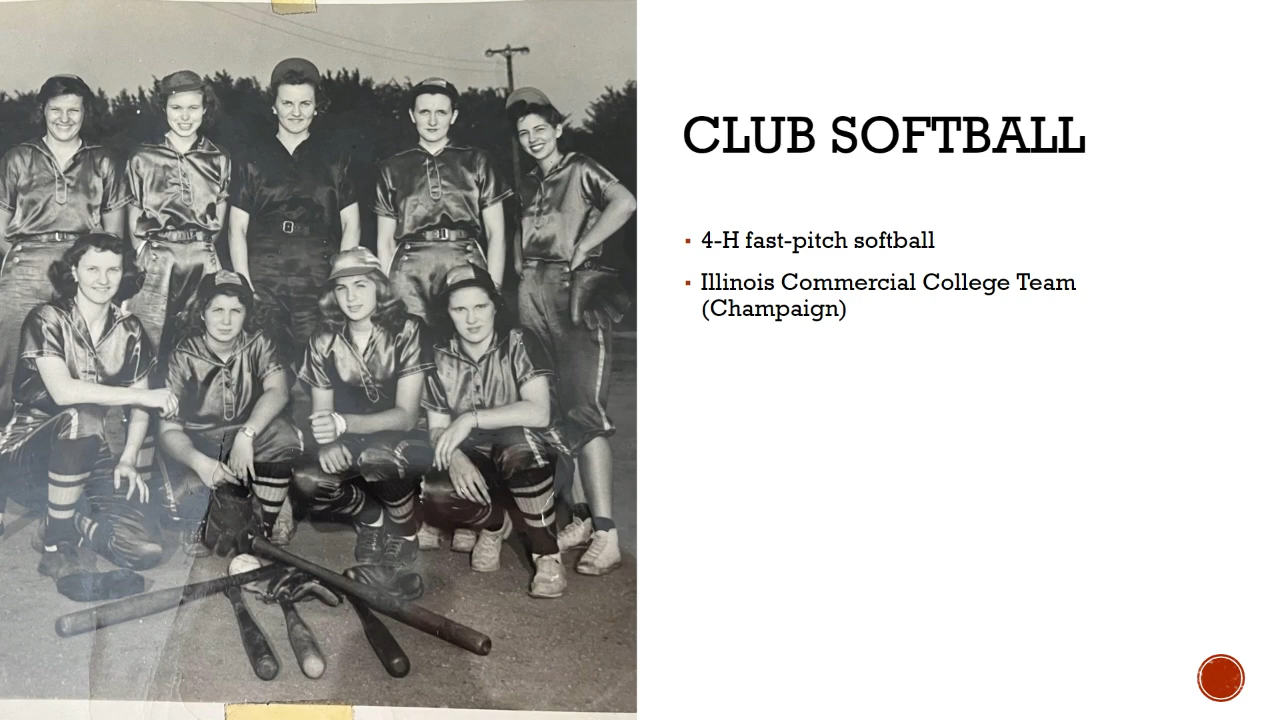 CLUB SOFTBALL
4-H fast-pitch softball
Illinois Commercial College Team
(Champaign)